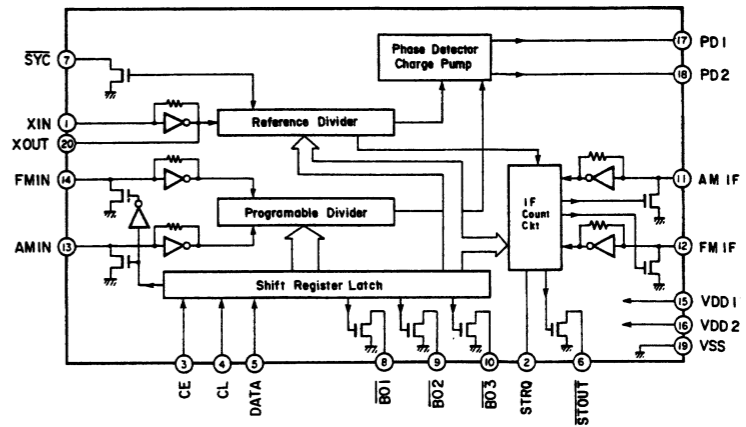 SYC
7
XIN
1
XOUT
20
FMIN
14
AMIN
13
Reference Divider
Programable Divider
Shift Register Latch
Phase Detector
Charge Pump
IF
Count
Ckt
17
PD1
18
PD2
11
AM IF
12
FM IF
15
VDD1
16
VDD2
19
VSS
3
CE
4
CL
5
DATA
8
BO1
9
BO2
10
BO3
2
STRQ
6
STOUT